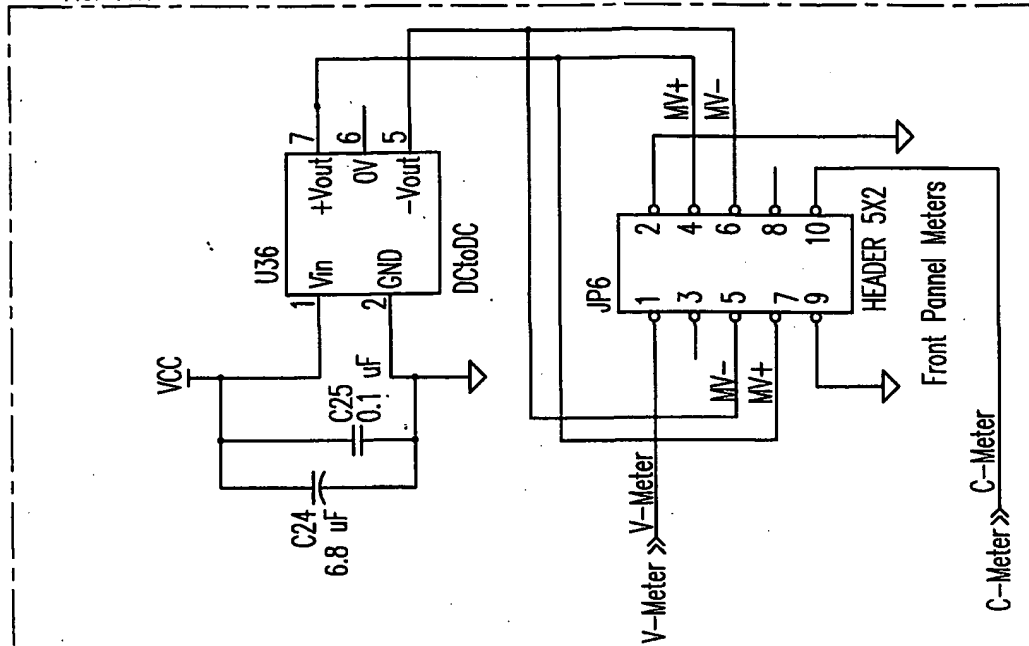 VCC
C24
6.8 uF
C25
0.1 uF
U36
1 Vin
2 GND
+Vout 7
0V 6
-Vout 5
DCtoDC
V-Meter V-Meter
C-Meter C-Meter
MV-
MV+
JP6
1 2
3 4
5 6
7 8
9 10
MV+
MV-
HEADER 5X2
Front Pannel Meters